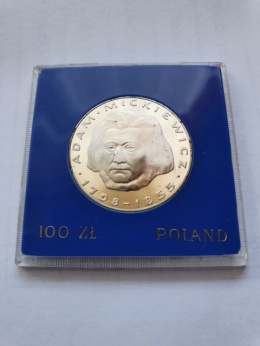 ADAM · MICKIEWICZ
· 1798-1855 ·
100 ZŁ POLAND